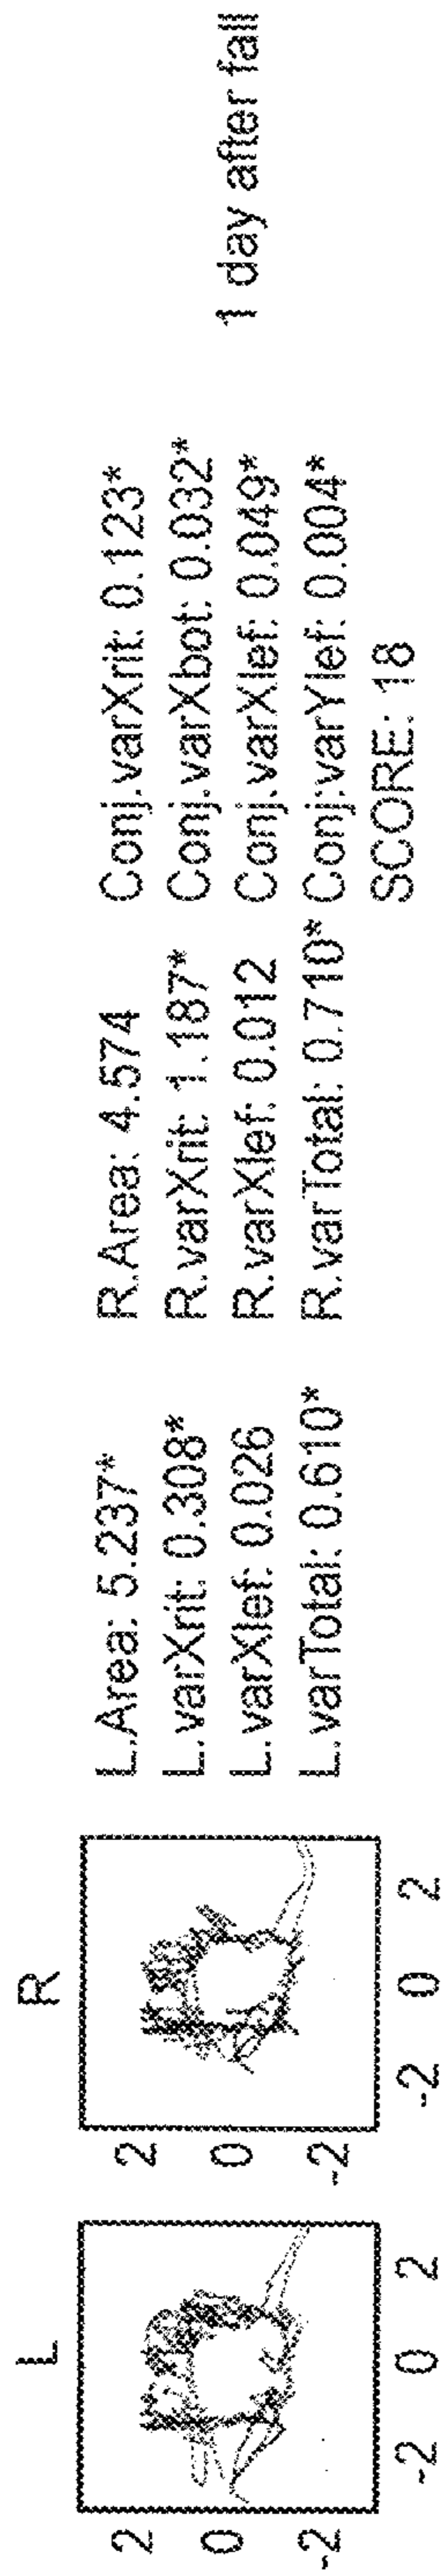 L
R
2
0
-2
-2 0 2
2
0
-2
-2 0 2
L.Area: 5.237*
L.varXrit: 0.308*
L.varXlef: 0.026
L.varTotal: 0.610*
R.Area: 4.574
R.varXrit: 1.187*
R.varXlef: 0.012
R.varTotal: 0.710*
Conj.varXrit: 0.123*
Conj.varXbot: 0.032*
Conj.varXlef: 0.049*
Conj.varYlef: 0.004*
SCORE: 18
1 day after fall